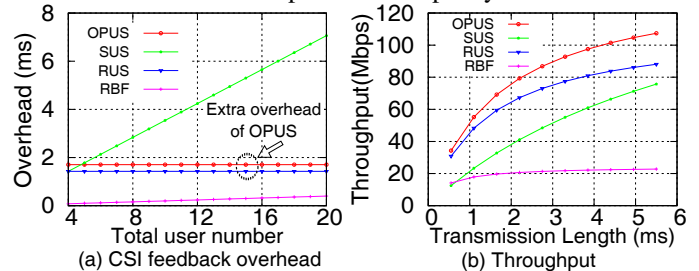 OPUS
SUS
RUS
RBF
Extra overhead
of OPUS
Overhead (ms)
8
6
4
2
0
4 8 12 16 20
Total user number
(a) CSI feedback overhead
OPUS
SUS
RUS
RBF
Throughput(Mbps)
120
100
80
60
40
20
0
0 1 2 3 4 5 6
Transmission Length (ms)
(b) Throughput